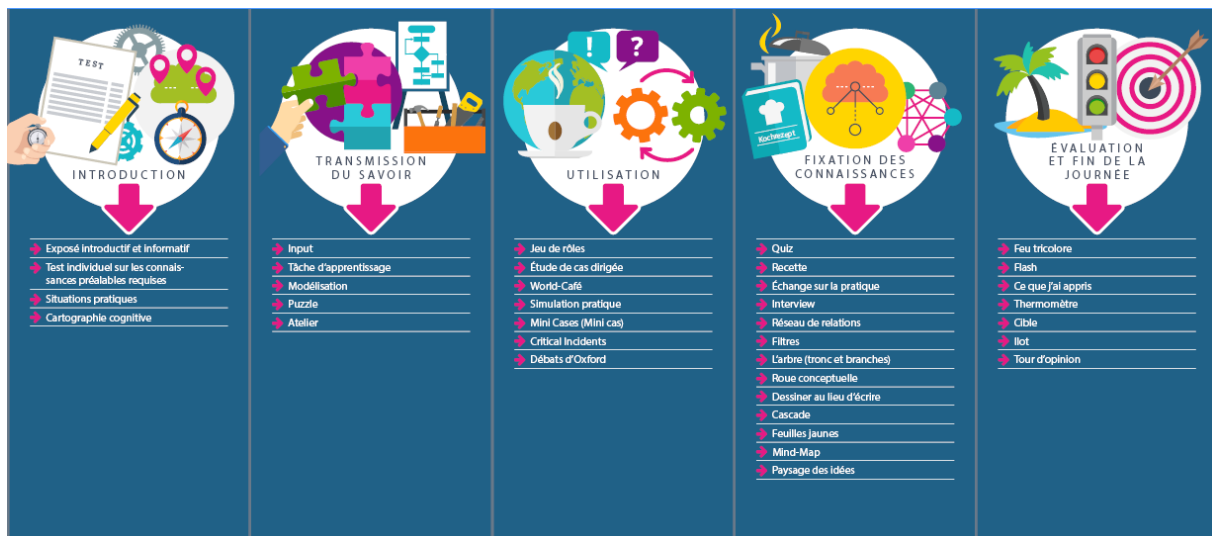 TEST
INTRODUCTION
Exposé introductif et informatif
Test individuel sur les connais-
sances préalables requises
Situations pratiques
Cartographie cognitive
TRANSMISSION
DU SAVOIR
Input
Tâche d'apprentissage
Modélisation
Puzzle
Atelier
! ?
UTILISATION
Jeu de rôles
Étude de cas dirigée
World-Café
Simulation pratique
Mini Cases (Mini cas)
Critical Incidents
Débats d'Oxford
Kochrezept
FIXATION DES
CONNAISSANCES
Quiz
Recette
Échange sur la pratique
Interview
Réseau de relations
Filtres
L'arbre (tronc et branches)
Roue conceptuelle
Dessiner au lieu d'écrire
Cascade
Feuilles jaunes
Mind-Map
Paysage des idées
ÉVALUATION
ET FIN DE LA
JOURNÉE
Feu tricolore
Flash
Ce que j'ai appris
Thermomètre
Cible
Ilot
Tour d'opinion